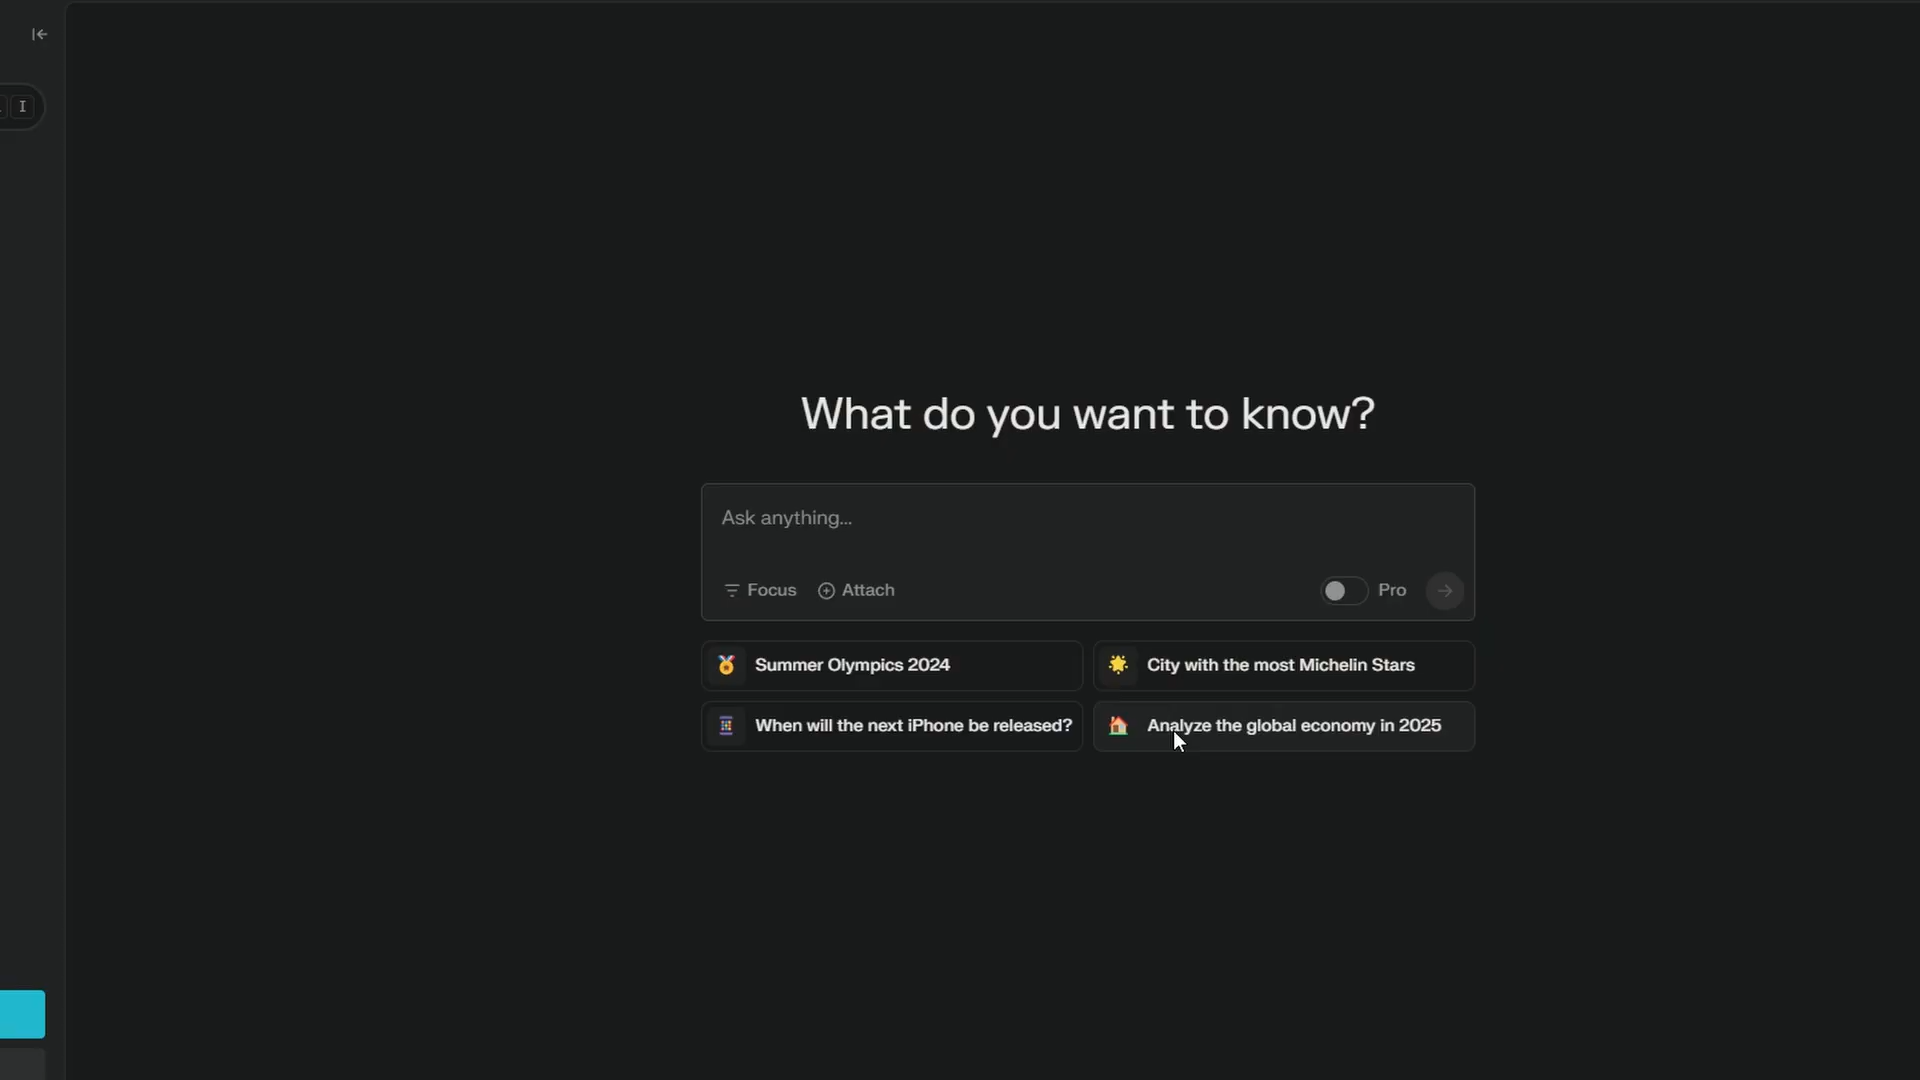 I
What do you want to know?
Ask anything...
Focus
Attach
Pro
Summer Olympics 2024
City with the most Michelin Stars
When will the next iPhone be released?
Analyze the global economy in 2025